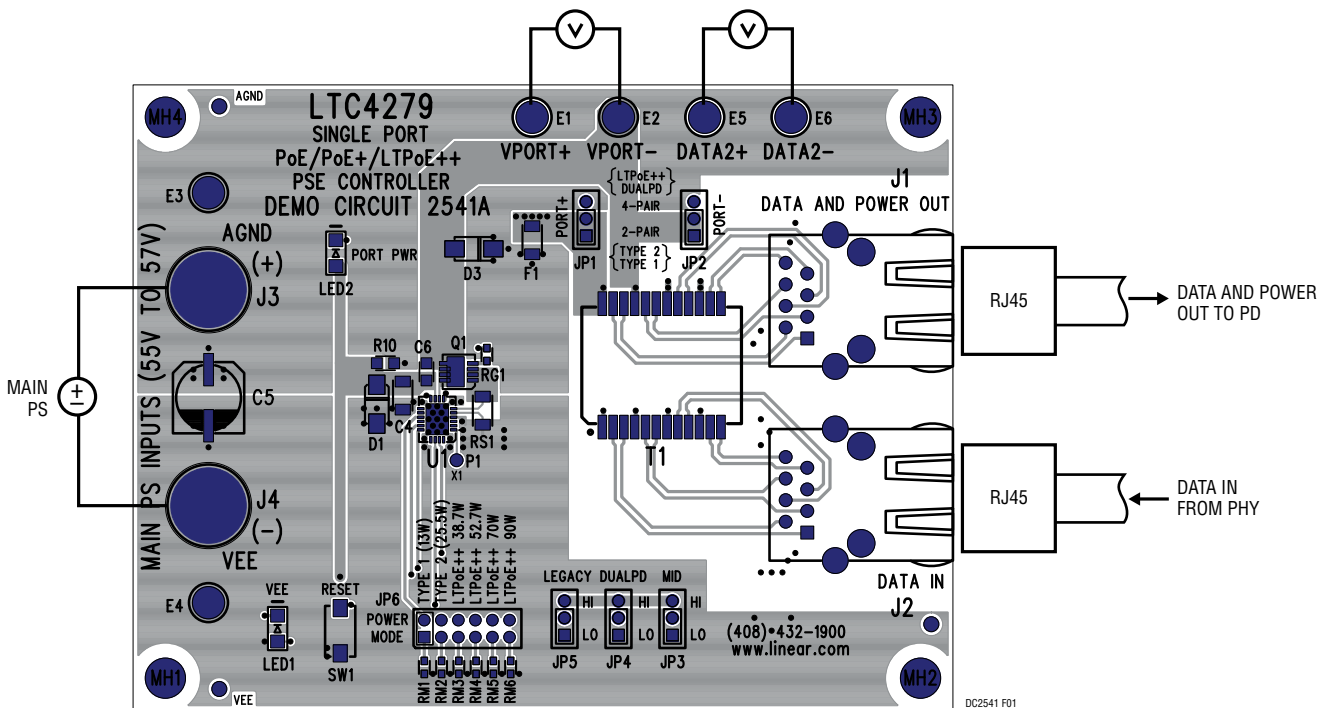 V
V
AGND
LTC4279
SINGLE PORT
PoE/PoE+/LTPoE++
PSE CONTROLLER
DEMO CIRCUIT 2541A
MH4
E1
E2
E5
E6
MH3
VPORT+
VPORT-
DATA2+
DATA2-
E3
LTPoE++
DUALPD
4-PAIR
2-PAIR
TYPE 2
TYPE 1
PORT+
PORT-
JP1
JP2
J1
DATA AND POWER OUT
AGND
(+)
J3
PORT PWR
LED2
D3
F1
RJ45
DATA AND POWER
OUT TO PD
MAIN PS INPUTS (55V TO 57V)
MAIN
PS
+
−
C5
R10
C6
Q1
RG1
D1
C4
U1
RS1
P1
X1
T1
J4
(-)
VEE
RJ45
DATA IN
FROM PHY
TYPE 1 (13W)
TYPE 2 (25.5W)
LTPoE++ 38.7W
LTPoE++ 52.7W
LTPoE++ 70W
LTPoE++ 90W
E4
VEE
LED1
RESET
SW1
JP6
POWER
MODE
RM1
RM2
RM3
RM4
RM5
RM6
LEGACY
DUALPD
MID
HI
HI
HI
LO
LO
LO
JP5
JP4
JP3
DATA IN
J2
(408)•432-1900
www.linear.com
MH1
VEE
MH2
DC2541 F01